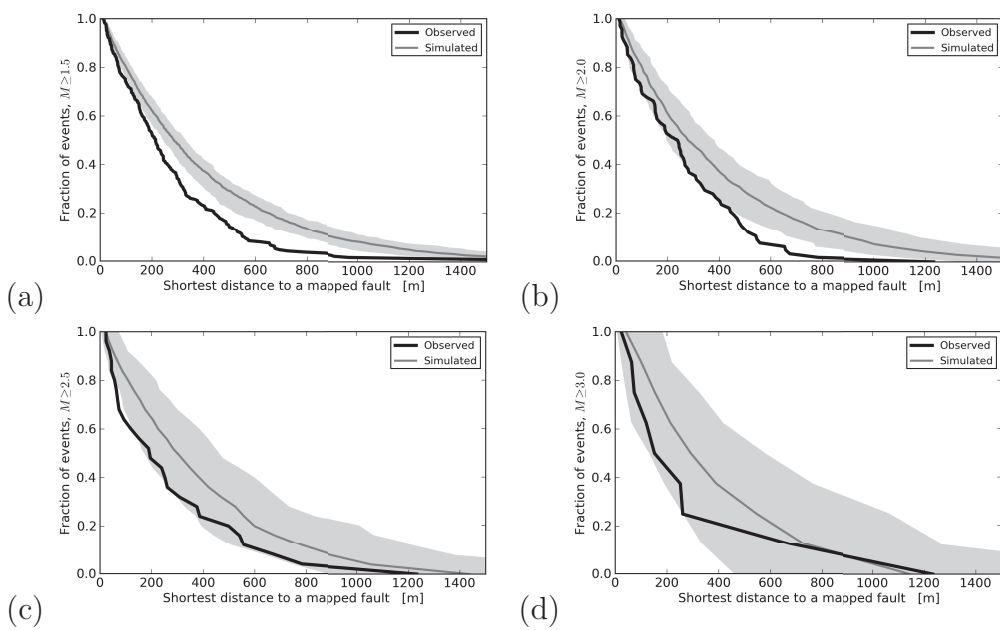 Fraction of events, M≥1.5
1.0
0.8
0.6
0.4
0.2
0.0
Observed
Simulated
0 200 400 600 800 1000 1200 1400
Shortest distance to a mapped fault [m]
(a)
Fraction of events, M≥2.0
1.0
0.8
0.6
0.4
0.2
0.0
Observed
Simulated
0 200 400 600 800 1000 1200 1400
Shortest distance to a mapped fault [m]
(b)
Fraction of events, M≥2.5
1.0
0.8
0.6
0.4
0.2
0.0
Observed
Simulated
0 200 400 600 800 1000 1200 1400
Shortest distance to a mapped fault [m]
(c)
Fraction of events, M≥3.0
1.0
0.8
0.6
0.4
0.2
0.0
Observed
Simulated
0 200 400 600 800 1000 1200 1400
Shortest distance to a mapped fault [m]
(d)